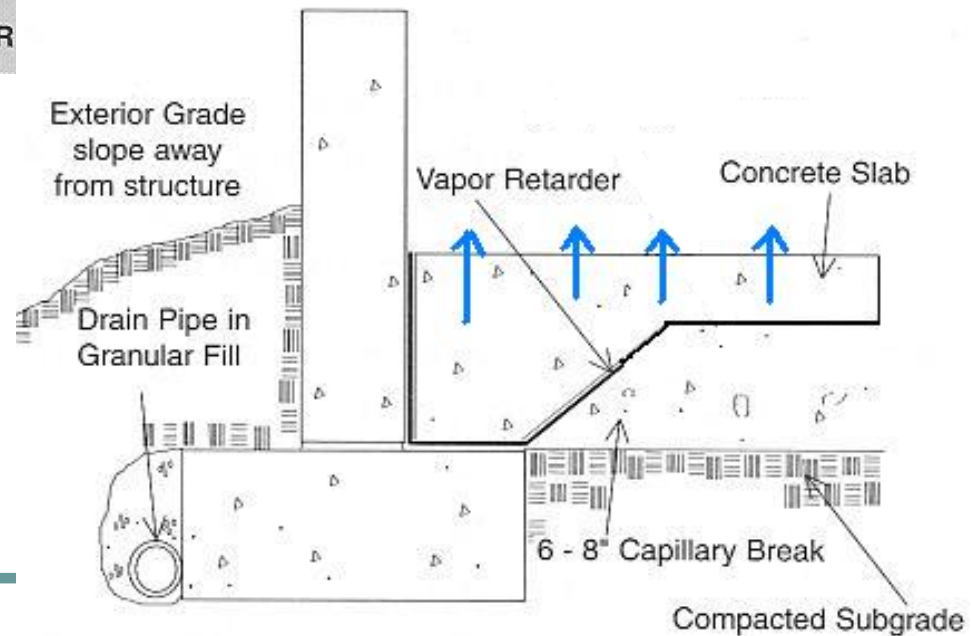 R
Exterior Grade
slope away
from structure
Vapor Retarder
Concrete Slab
Drain Pipe in
Granular Fill
6 - 8" Capillary Break
Compacted Subgrade